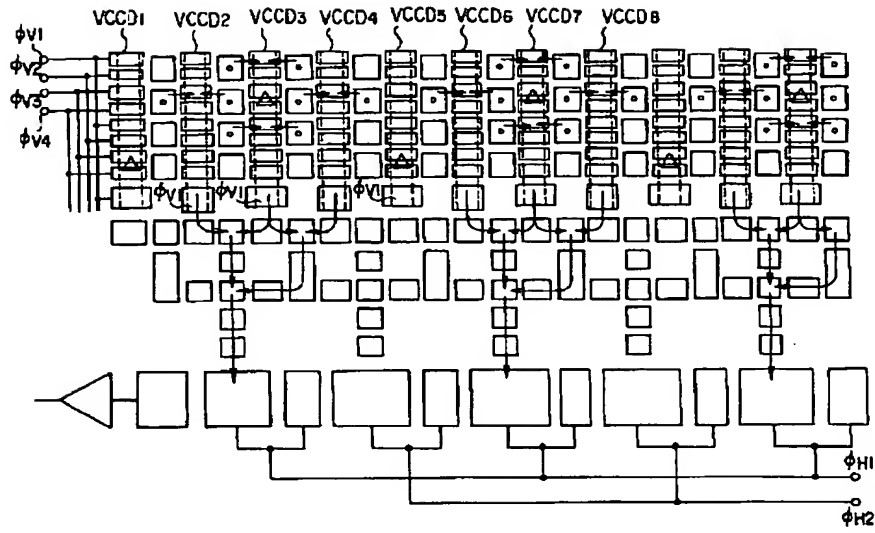 VCCD1 VCCD2 VCCD3 VCCD4 VCCD5 VCCD6 VCCD7 VCCD8
ϕV1
ϕV2
ϕV3
ϕV4
ϕV1 ϕV1 ϕV1
ϕH1
ϕH2